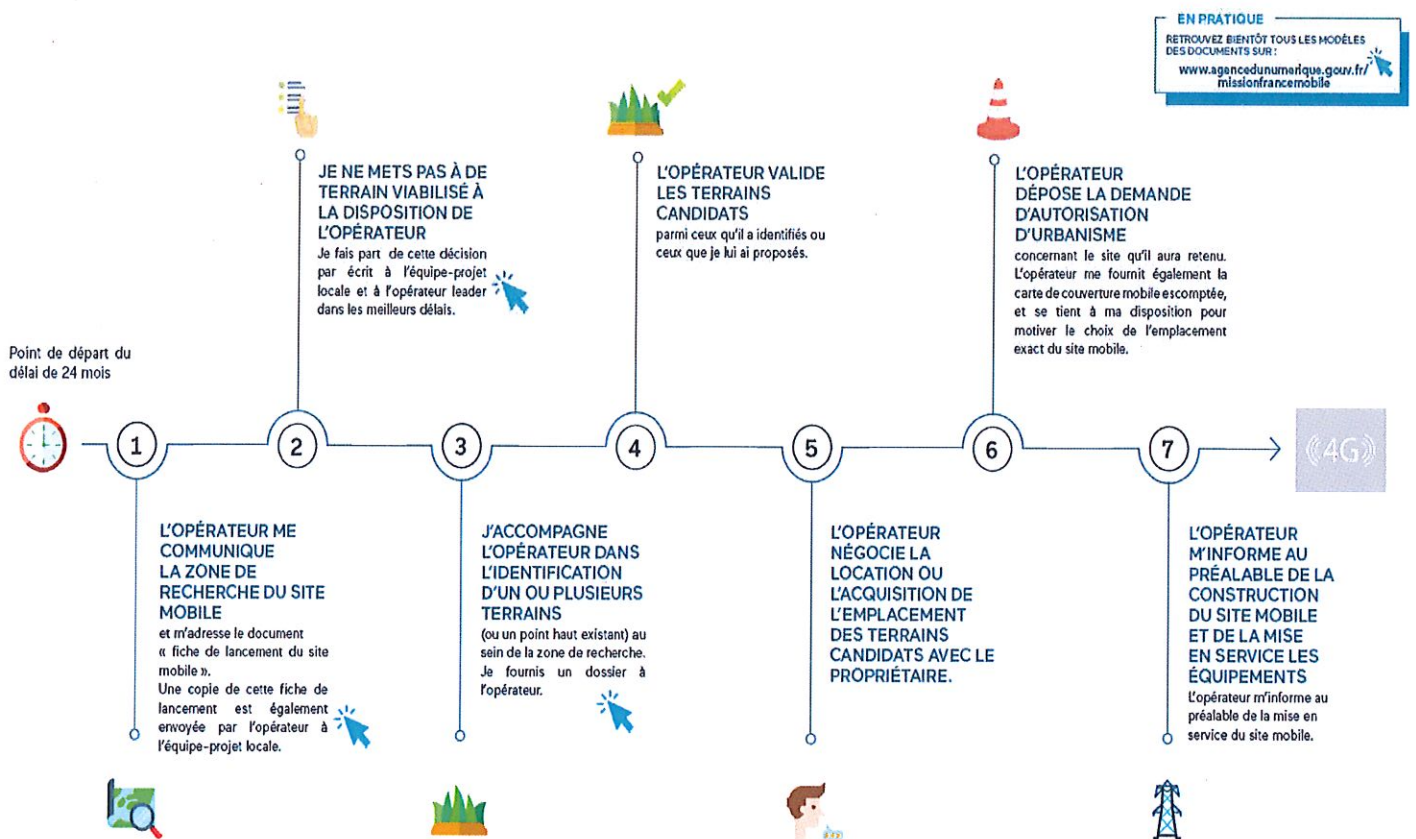 EN PRATIQUE
RETROUVEZ BIENTÔT TOUS LES MODÈLES
DES DOCUMENTS SUR :
www.agencedunumerique.gouv.fr/
missionfrancemobile
JE NE METS PAS À DE
TERRAIN VIABILISÉ À
LA DISPOSITION DE
L'OPÉRATEUR
Je fais part de cette décision
par écrit à l'équipe-projet
locale et à l'opérateur leader
dans les meilleurs délais.
L'OPÉRATEUR VALIDE
LES TERRAINS
CANDIDATS
parmi ceux qu'il a identifiés ou
ceux que je lui ai proposés.
L'OPÉRATEUR
DÉPOSE LA DEMANDE
D'AUTORISATION
D'URBANISME
concernant le site qu'il aura retenu.
L'opérateur me fournit également la
carte de couverture mobile escomptée,
et se tient à ma disposition pour
motiver le choix de l'emplacement
exact du site mobile.
Point de départ du
délai de 24 mois
1
2
3
4
5
6
7
((4G))
L'OPÉRATEUR ME
COMMUNIQUE
LA ZONE DE
RECHERCHE DU SITE
MOBILE
et m'adresse le document
« fiche de lancement du site
mobile ».
Une copie de cette fiche de
lancement est également
envoyée par l'opérateur à
l'équipe-projet locale.
J'ACCOMPAGNE
L'OPÉRATEUR DANS
L'IDENTIFICATION
D'UN OU PLUSIEURS
TERRAINS
(ou un point haut existant) au
sein de la zone de recherche.
Je fournis un dossier à
l'opérateur.
L'OPÉRATEUR
NÉGOCIE LA
LOCATION OU
L'ACQUISITION DE
L'EMPLACEMENT
DES TERRAINS
CANDIDATS AVEC LE
PROPRIÉTAIRE.
L'OPÉRATEUR
M'INFORME AU
PRÉALABLE DE LA
CONSTRUCTION
DU SITE MOBILE
ET DE LA MISE
EN SERVICE LES
ÉQUIPEMENTS
L'opérateur m'informe au
préalable de la mise en
service du site mobile.